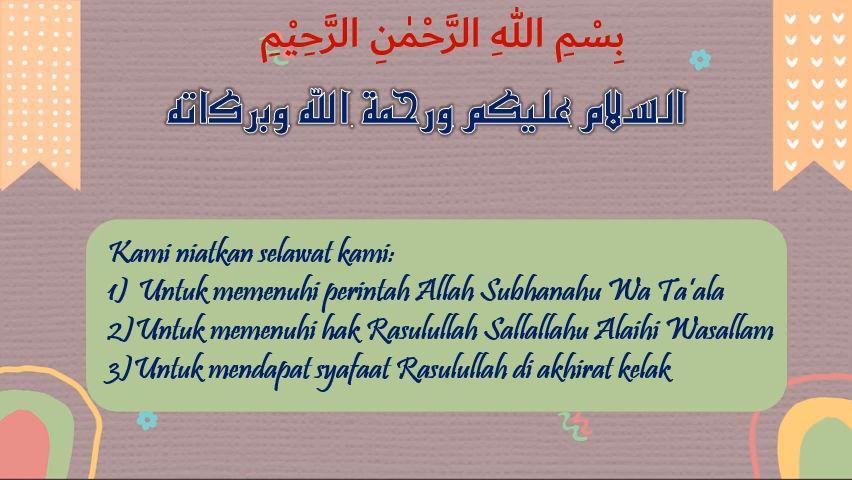 بِسْمِ اللّٰهِ الرَّحْمٰنِ الرَّحِيْمِ
السلام عليكم ورحمة الله وبركاته
Kami niatkan selawat kami:
1) Untuk memenuhi perintah Allah Subhanahu Wa Ta'ala
2) Untuk memenuhi hak Rasulullah Sallallahu Alaihi Wasallam
3) Untuk mendapat syafaat Rasulullah di akhirat kelak